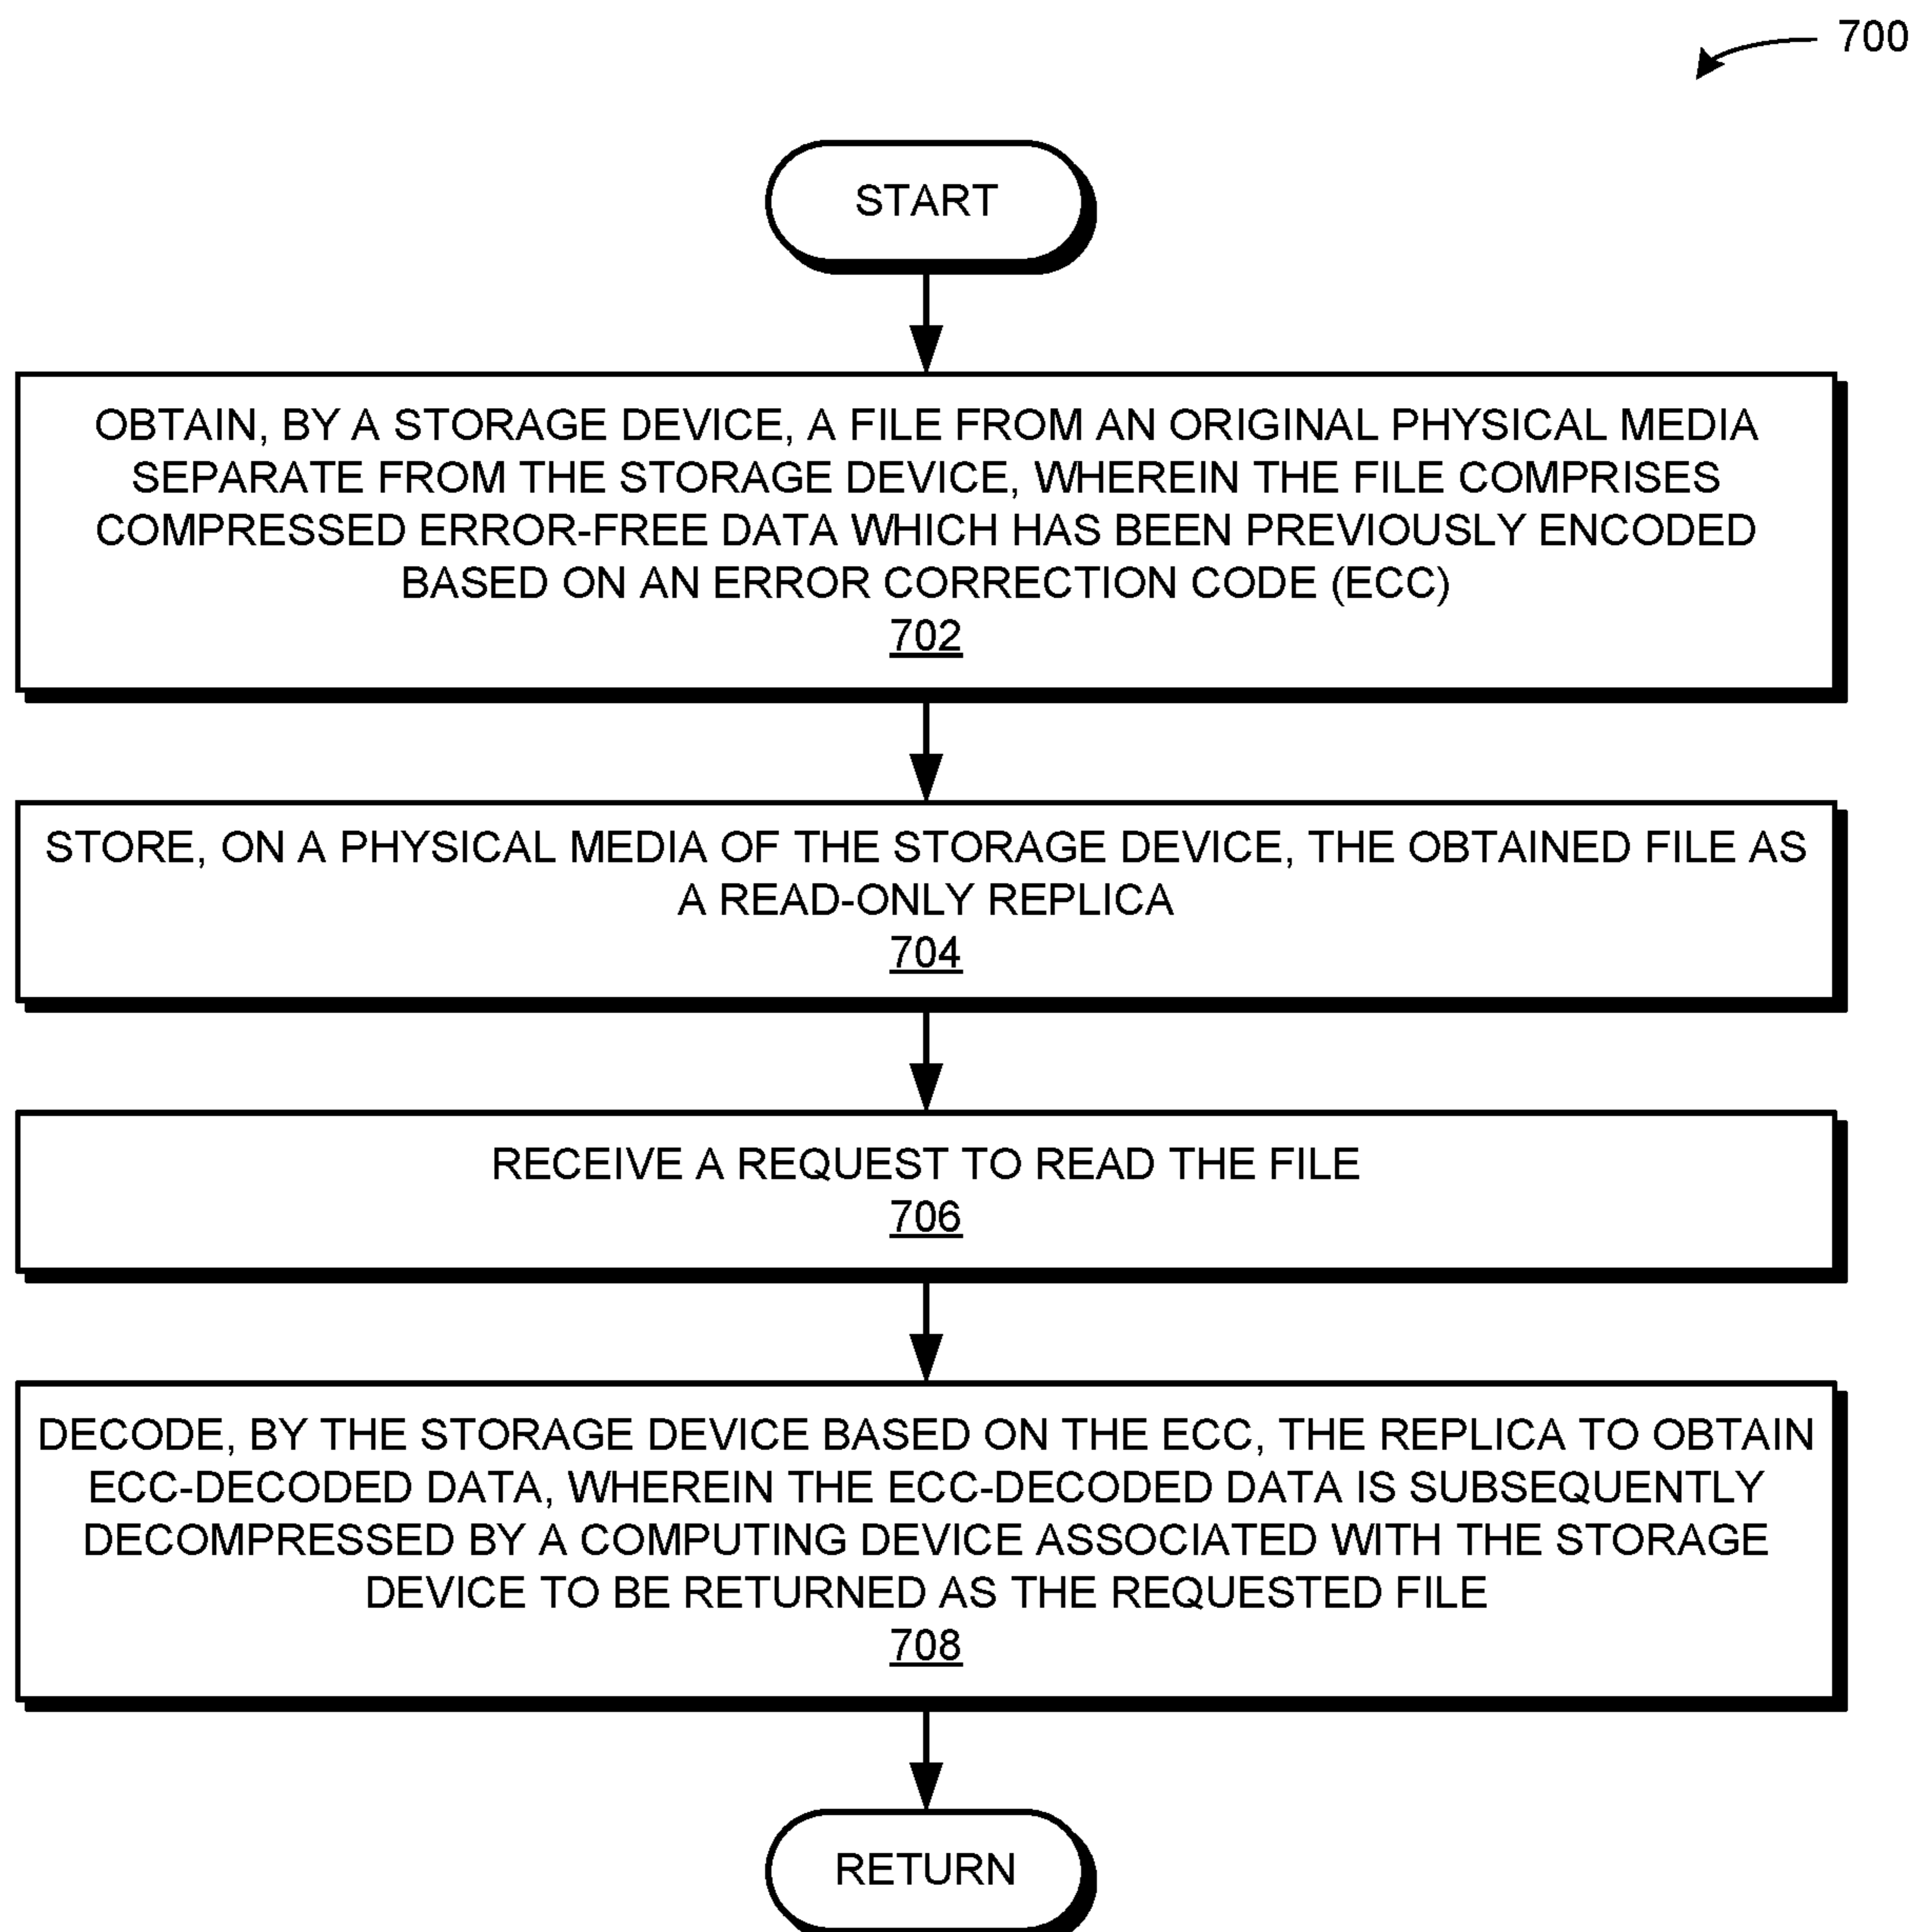 700
START
OBTAIN, BY A STORAGE DEVICE, A FILE FROM AN ORIGINAL PHYSICAL MEDIA
SEPARATE FROM THE STORAGE DEVICE, WHEREIN THE FILE COMPRISES
COMPRESSED ERROR-FREE DATA WHICH HAS BEEN PREVIOUSLY ENCODED
BASED ON AN ERROR CORRECTION CODE (ECC)
702
STORE, ON A PHYSICAL MEDIA OF THE STORAGE DEVICE, THE OBTAINED FILE AS
A READ-ONLY REPLICA
704
RECEIVE A REQUEST TO READ THE FILE
706
DECODE, BY THE STORAGE DEVICE BASED ON THE ECC, THE REPLICA TO OBTAIN
ECC-DECODED DATA, WHEREIN THE ECC-DECODED DATA IS SUBSEQUENTLY
DECOMPRESSED BY A COMPUTING DEVICE ASSOCIATED WITH THE STORAGE
DEVICE TO BE RETURNED AS THE REQUESTED FILE
708
RETURN